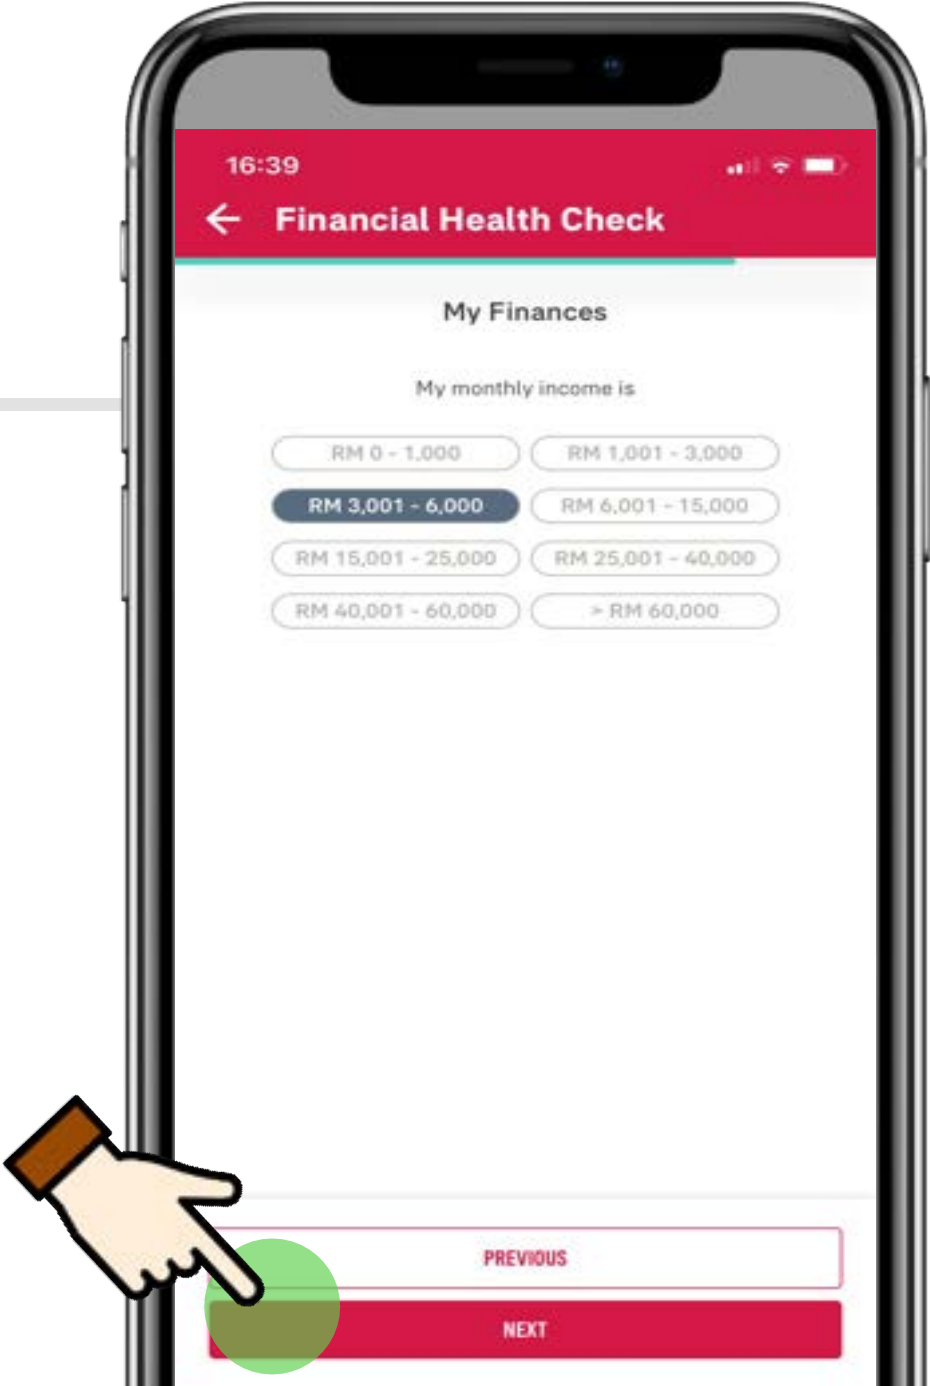 16:39
Financial Health Check
My Finances
My monthly income is
RM 0 - 1,000 RM 1,001 - 3,000
RM 3,001 - 6,000 RM 6,001 - 15,000
RM 15,001 - 25,000 RM 25,001 - 40,000
RM 40,001 - 60,000 > RM 60,000
PREVIOUS
NEXT